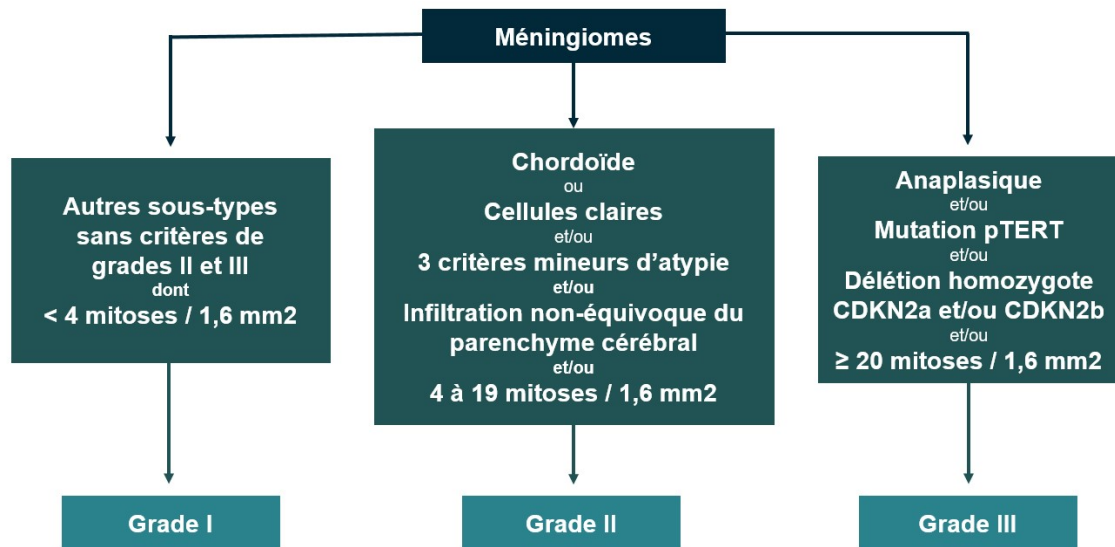 Méningiomes
Autres sous-types
sans critères de
grades II et III
dont
< 4 mitoses / 1,6 mm2
Chordoïde
ou
Cellules claires
et/ou
3 critères mineurs d'atypie
et/ou
Infiltration non-équivoque du
parenchyme cérébral
et/ou
4 à 19 mitoses / 1,6 mm2
Anaplasique
et/ou
Mutation pTERT
et/ou
Délétion homozygote
CDKN2a et/ou CDKN2b
et/ou
≥ 20 mitoses / 1,6 mm2
Grade I
Grade II
Grade III